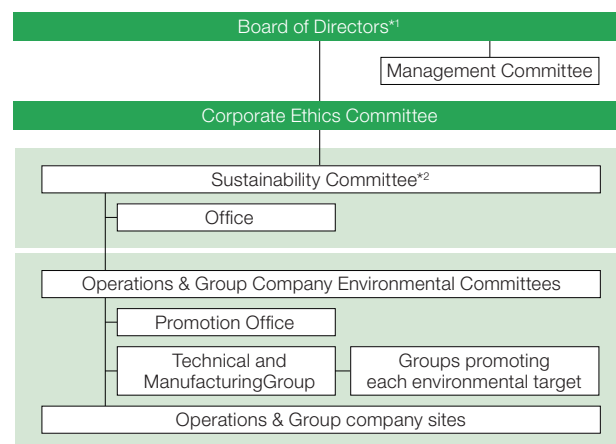 Board of Directors*1
Management Committee
Corporate Ethics Committee
Sustainability Committee*2
Office
Operations & Group Company Environmental Committees
Promotion Office
Technical and
ManufacturingGroup
Groups promoting
each environmental target
Operations & Group company sites